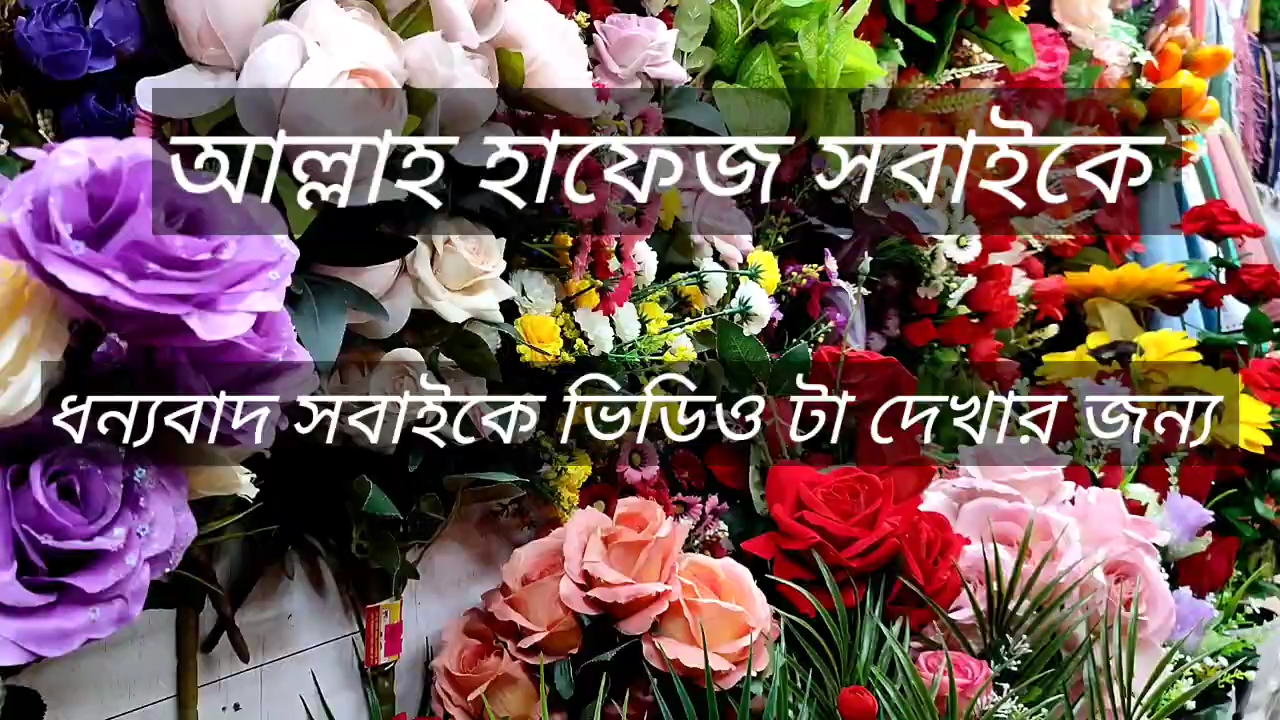 আল্লাহ হাফেজ সবাইকে
ধন্যবাদ সবাইকে ভিডিও টা দেখার জন্য